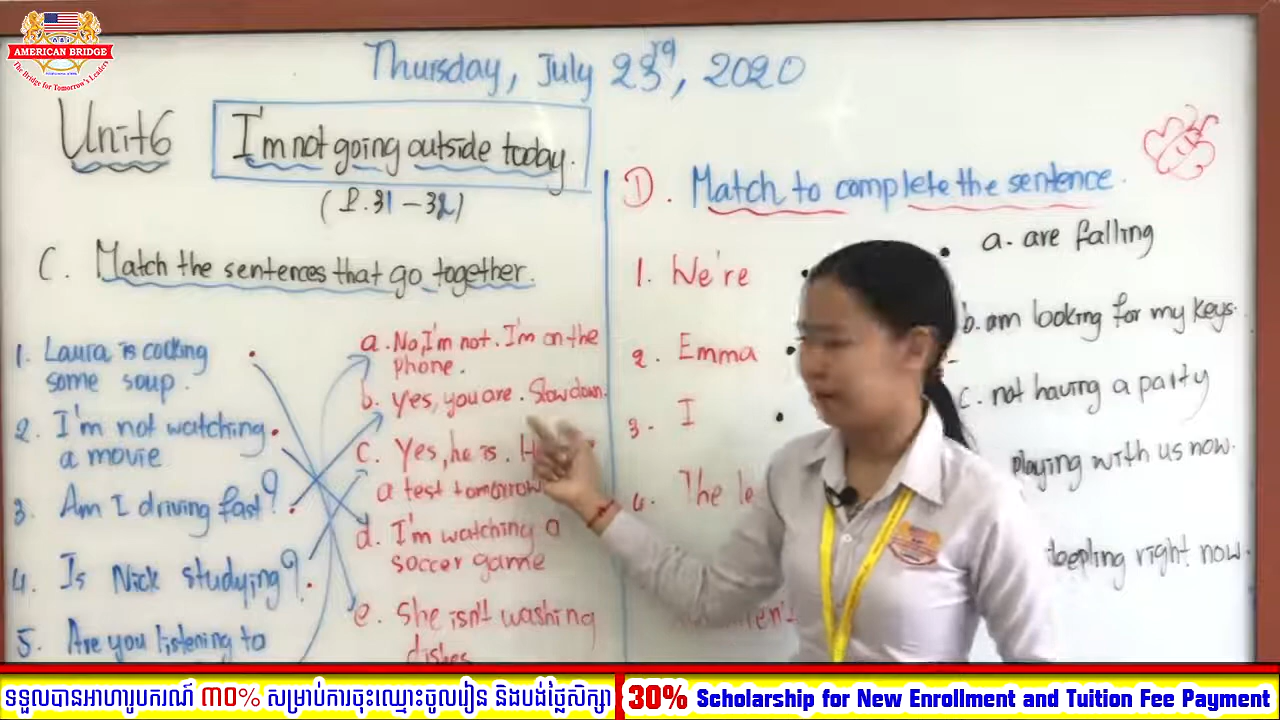 AMERICAN BRIDGE
The Bridge for Tomorrow's Leaders
Thursday, July 23rd, 2020
Unit 6
I'm not going outside today.
(P. 31 - 32)
C. Match the sentences that go together.
1. Laura is cooking
some soup.
2. I'm not watching
a movie
3. Am I driving fast?
4. Is Nick studying?
5. Are you listening to
a. No, I'm not. I'm on the
phone.
b. Yes, you are. Slow down.
c. Yes, he is. H
a test tomorrow
d. I'm watching a
soccer game
e. She isn't washing
dishes
D. Match to complete the sentence.
1. We're
2. Emma
3. I
4. The le
a. are falling
b. am looking for my keys.
c. not having a party
playing with us now.
leeping right now.
ទទួលបានអាហារូបករណ៍ ៣០% សម្រាប់ការចុះឈ្មោះចូលរៀន និងបង់ថ្លៃសិក្សា
30% Scholarship for New Enrollment and Tuition Fee Payment